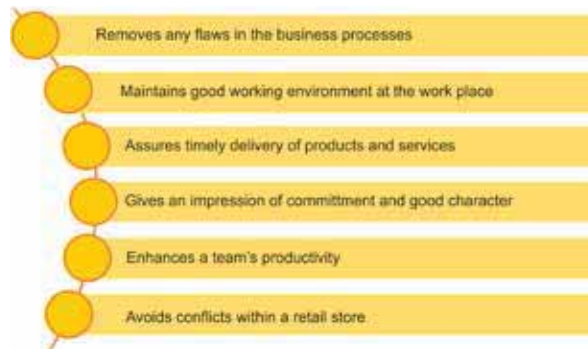 Removes any flaws in the business processes
Maintains good working environment at the work place
Assures timely delivery of products and services
Gives an impression of committment and good character
Enhances a team's productivity
Avoids conflicts within a retail store